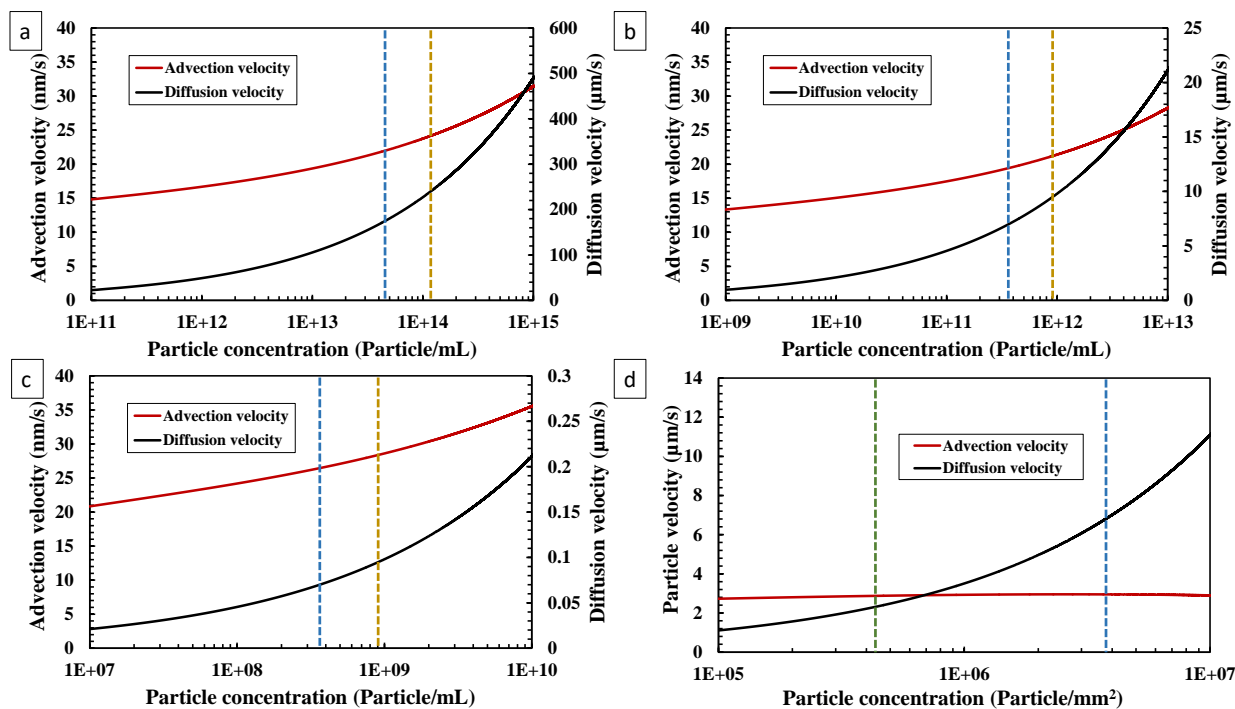 a
Advection velocity (nm/s)
40
35
30
25
20
15
10
5
0
Advection velocity
Diffusion velocity
600
500
400
300
200
100
0
Diffusion velocity (µm/s)
1E+11 1E+12 1E+13 1E+14 1E+15
Particle concentration (Particle/mL)
b
Advection velocity (nm/s)
40
35
30
25
20
15
10
5
0
Advection velocity
Diffusion velocity
25
20
15
10
5
0
Diffusion velocity (µm/s)
1E+09 1E+10 1E+11 1E+12 1E+13
Particle concentration (Particle/mL)
c
Advection velocity (nm/s)
40
35
30
25
20
15
10
5
0
Advection velocity
Diffusion velocity
0.3
0.25
0.2
0.15
0.1
0.05
0
Diffusion velocity (µm/s)
1E+07 1E+08 1E+09 1E+10
Particle concentration (Particle/mL)
d
Particle velocity (µm/s)
14
12
10
8
6
4
2
0
Advection velocity
Diffusion velocity
1E+05 1E+06 1E+07
Particle concentration (Particle/mm²)